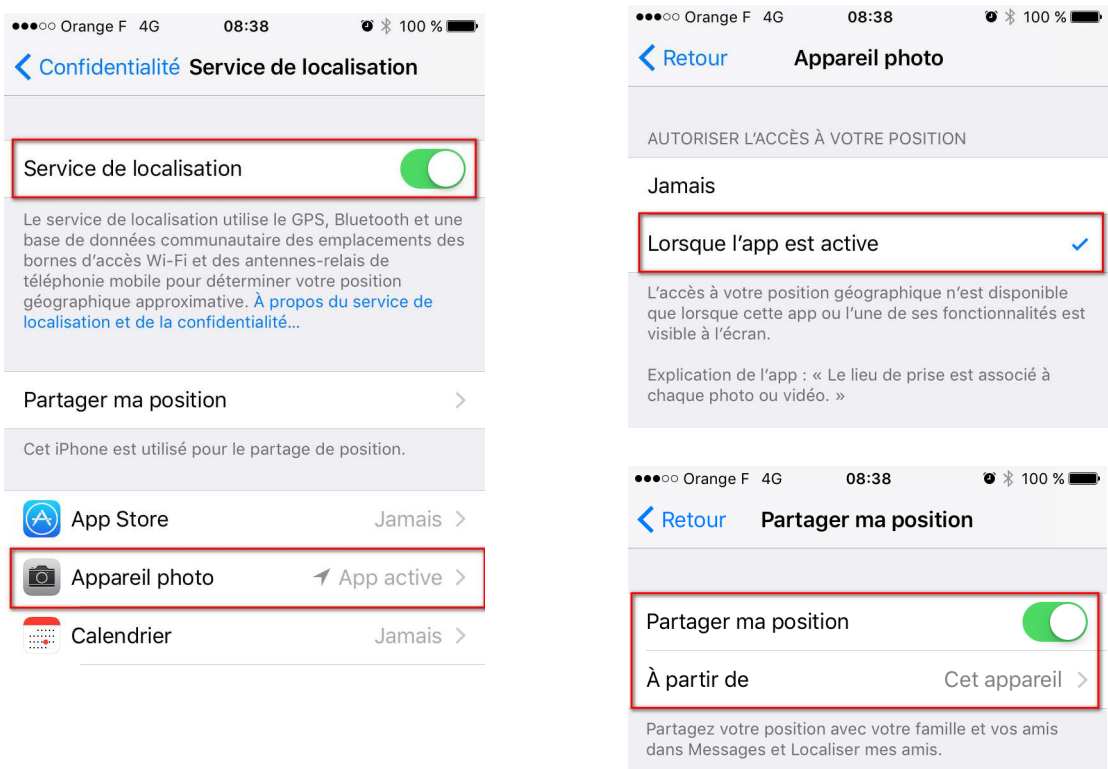 Orange F 4G 08:38 100 %
Confidentialité Service de localisation
Service de localisation
Le service de localisation utilise le GPS, Bluetooth et une
base de données communautaire des emplacements des
bornes d'accès Wi-Fi et des antennes-relais de
téléphonie mobile pour déterminer votre position
géographique approximative. À propos du service de
localisation et de la confidentialité...
Partager ma position
Cet iPhone est utilisé pour le partage de position.
App Store Jamais
Appareil photo App active
Calendrier Jamais
Orange F 4G 08:38 100 %
Retour Appareil photo
AUTORISER L'ACCÈS À VOTRE POSITION
Jamais
Lorsque l'app est active
L'accès à votre position géographique n'est disponible
que lorsque cette app ou l'une de ses fonctionnalités est
visible à l'écran.
Explication de l'app : « Le lieu de prise est associé à
chaque photo ou vidéo. »
Orange F 4G 08:38 100 %
Retour Partager ma position
Partager ma position
À partir de Cet appareil
Partagez votre position avec votre famille et vos amis
dans Messages et Localiser mes amis.